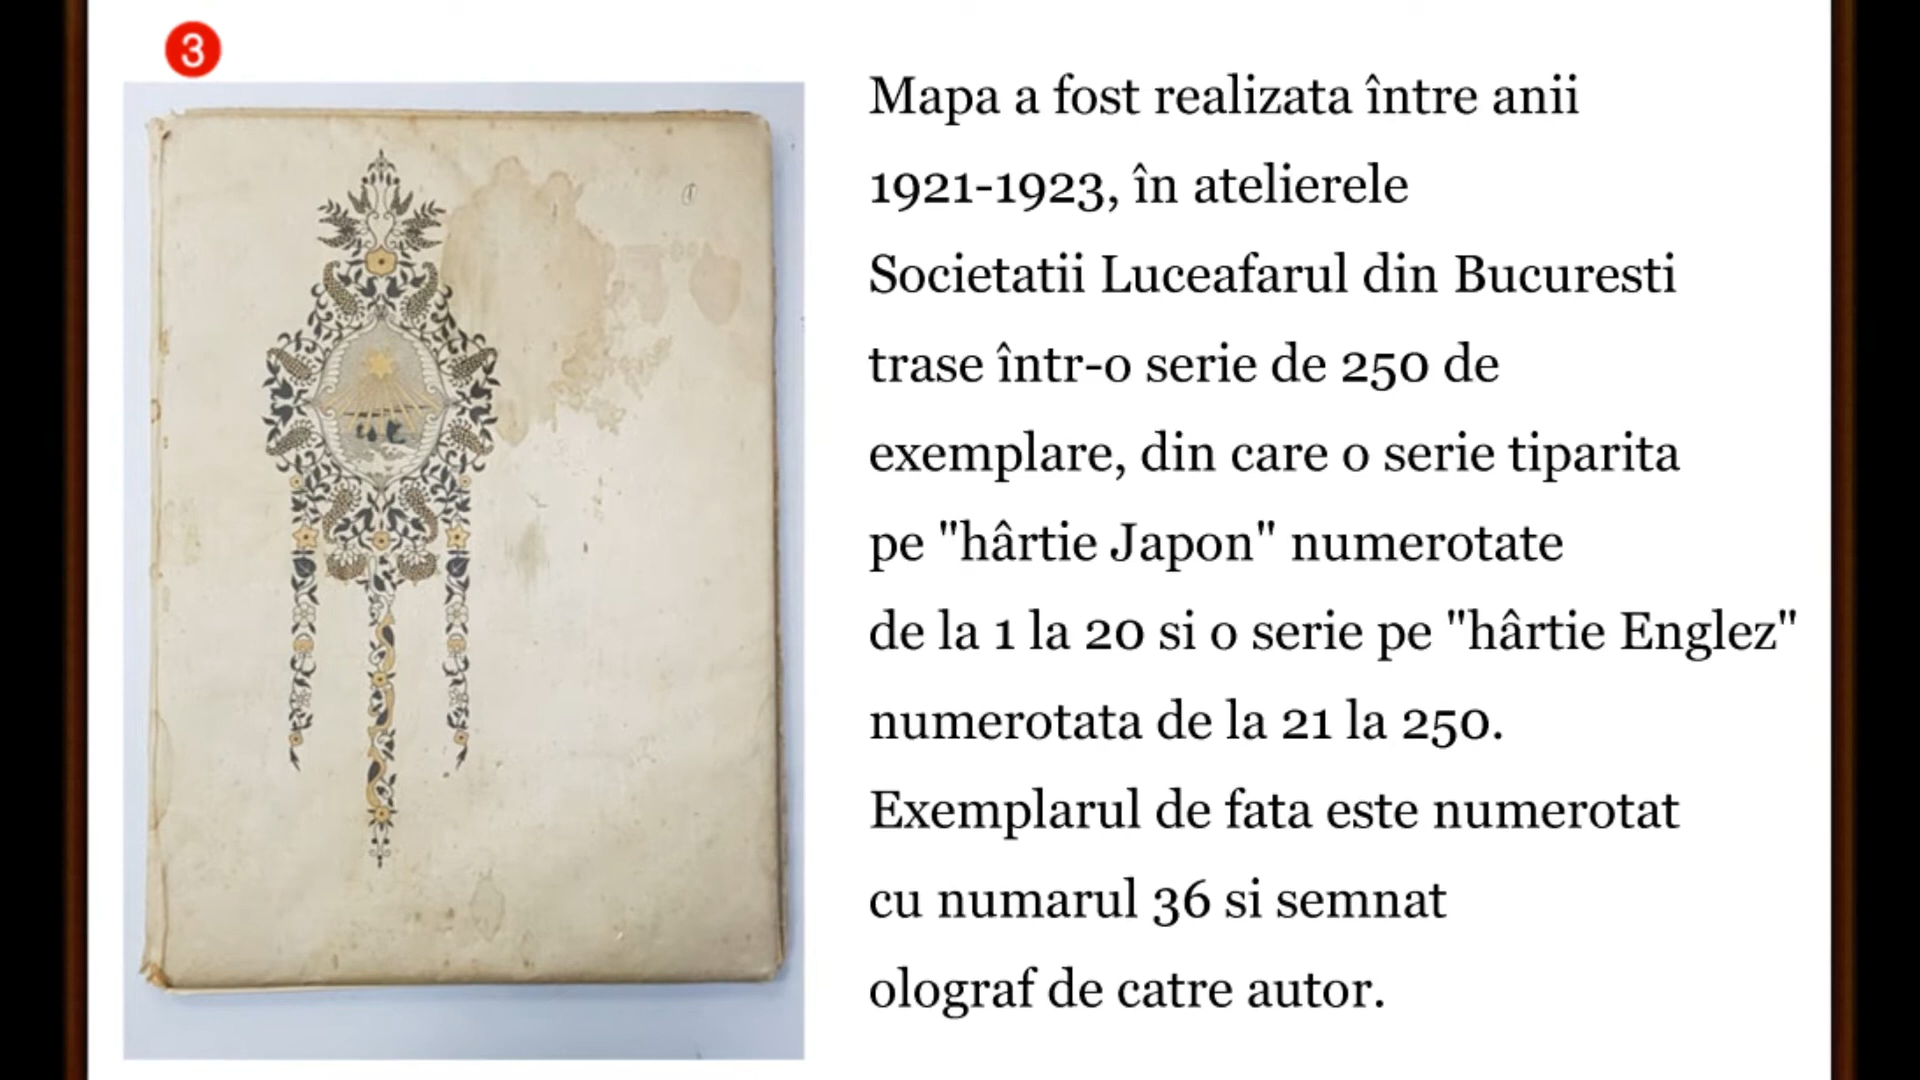 3
Mapa a fost realizata între anii
1921-1923, în atelierele
Societatii Luceafarul din Bucuresti
trase într-o serie de 250 de
exemplare, din care o serie tiparita
pe "hârtie Japon" numerotate
de la 1 la 20 si o serie pe "hârtie Englez"
numerotata de la 21 la 250.
Exemplarul de fata este numerotat
cu numarul 36 si semnat
olograf de catre autor.